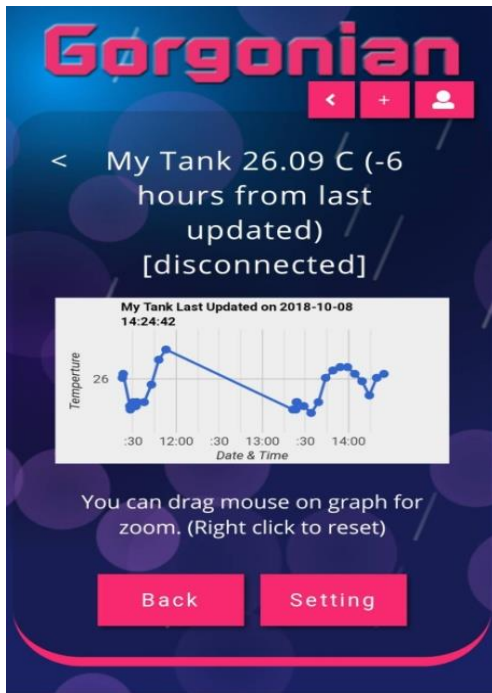 Gorgonian
< My Tank 26.09 C (-6
hours from last
updated)
[disconnected]
My Tank Last Updated on 2018-10-08
14:24:42
Temperture
26
:30 12:00 :30 13:00 :30 14:00
Date & Time
You can drag mouse on graph for
zoom. (Right click to reset)
Back Setting